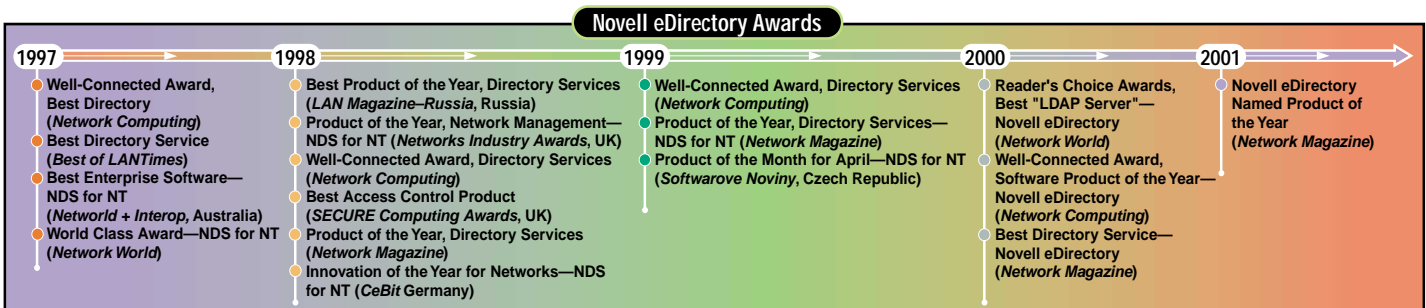 Novell eDirectory Awards
1997
Well-Connected Award,
Best Directory
(Network Computing)
Best Directory Service
(Best of LANTimes)
Best Enterprise Software—
NDS for NT
(Networld + Interop, Australia)
World Class Award—NDS for NT
(Network World)
1998
Best Product of the Year, Directory Services
(LAN Magazine–Russia, Russia)
Product of the Year, Network Management—
NDS for NT (Networks Industry Awards, UK)
Well-Connected Award, Directory Services
(Network Computing)
Best Access Control Product
(SECURE Computing Awards, UK)
Product of the Year, Directory Services
(Network Magazine)
Innovation of the Year for Networks—NDS
for NT (CeBit Germany)
1999
Well-Connected Award, Directory Services
(Network Computing)
Product of the Year, Directory Services—
NDS for NT (Network Magazine)
Product of the Month for April—NDS for NT
(Softwarove Noviny, Czech Republic)
2000
Reader's Choice Awards,
Best "LDAP Server"—
Novell eDirectory
(Network World)
Well-Connected Award,
Software Product of the Year—
Novell eDirectory
(Network Computing)
Best Directory Service—
Novell eDirectory
(Network Magazine)
2001
Novell eDirectory
Named Product of
the Year
(Network Magazine)